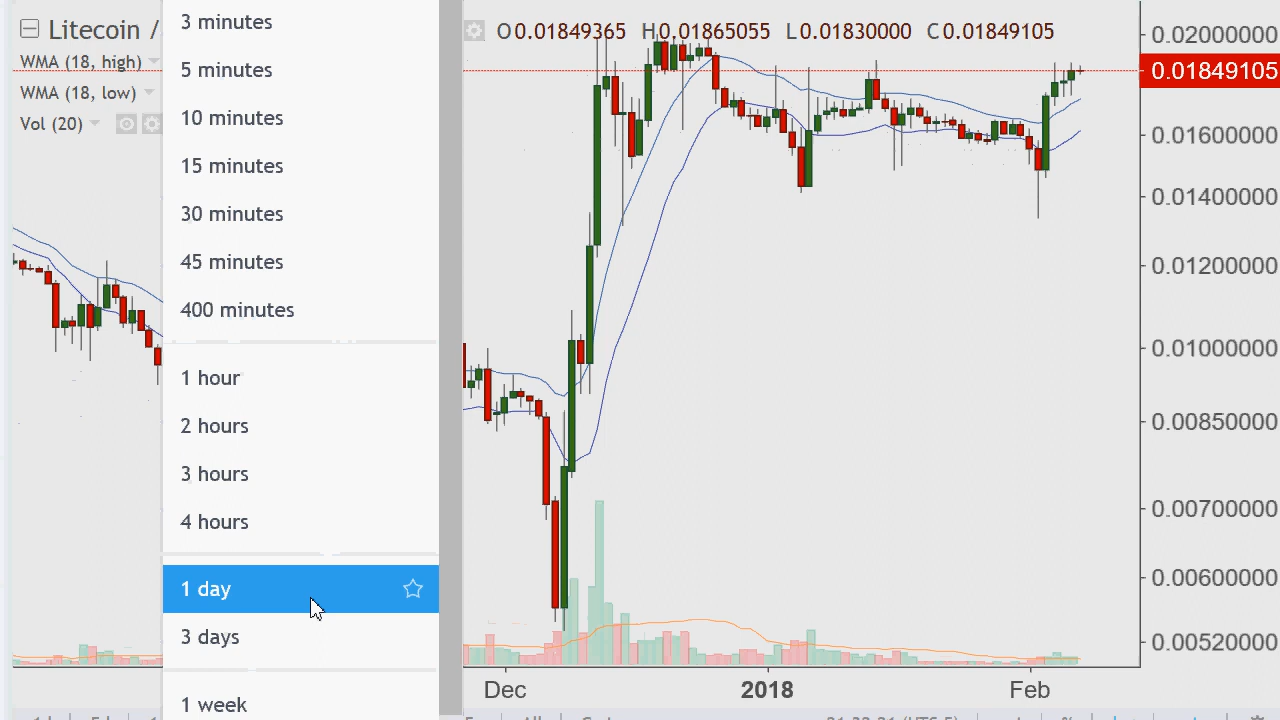 Litecoin /
WMA (18, high)
WMA (18, low)
Vol (20)
3 minutes
5 minutes
10 minutes
15 minutes
30 minutes
45 minutes
400 minutes
1 hour
2 hours
3 hours
4 hours
1 day
3 days
1 week
O0.01849365 H0.01865055 L0.01830000 C0.01849105
0.02000000
0.01849105
0.01600000
0.01400000
0.01200000
0.01000000
0.00850000
0.00700000
0.00600000
0.00520000
Dec 2018 Feb